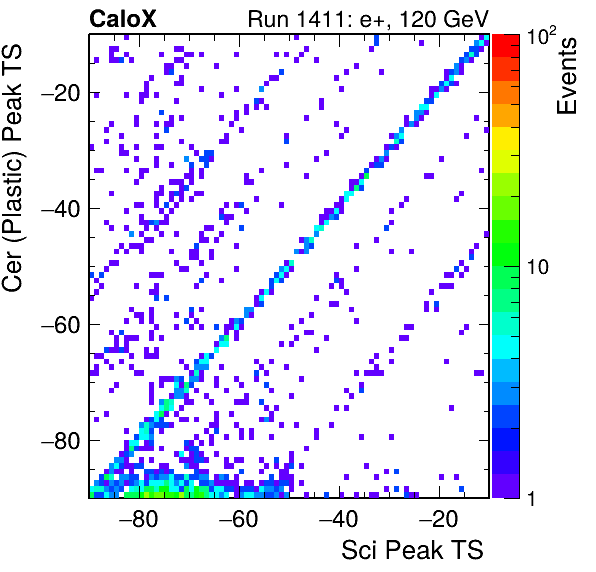 CaloX Run 1411: e+, 120 GeV
Cer (Plastic) Peak TS
−20
−40
−60
−80
−80 −60 −40 −20
Sci Peak TS
10²
10
1
Events